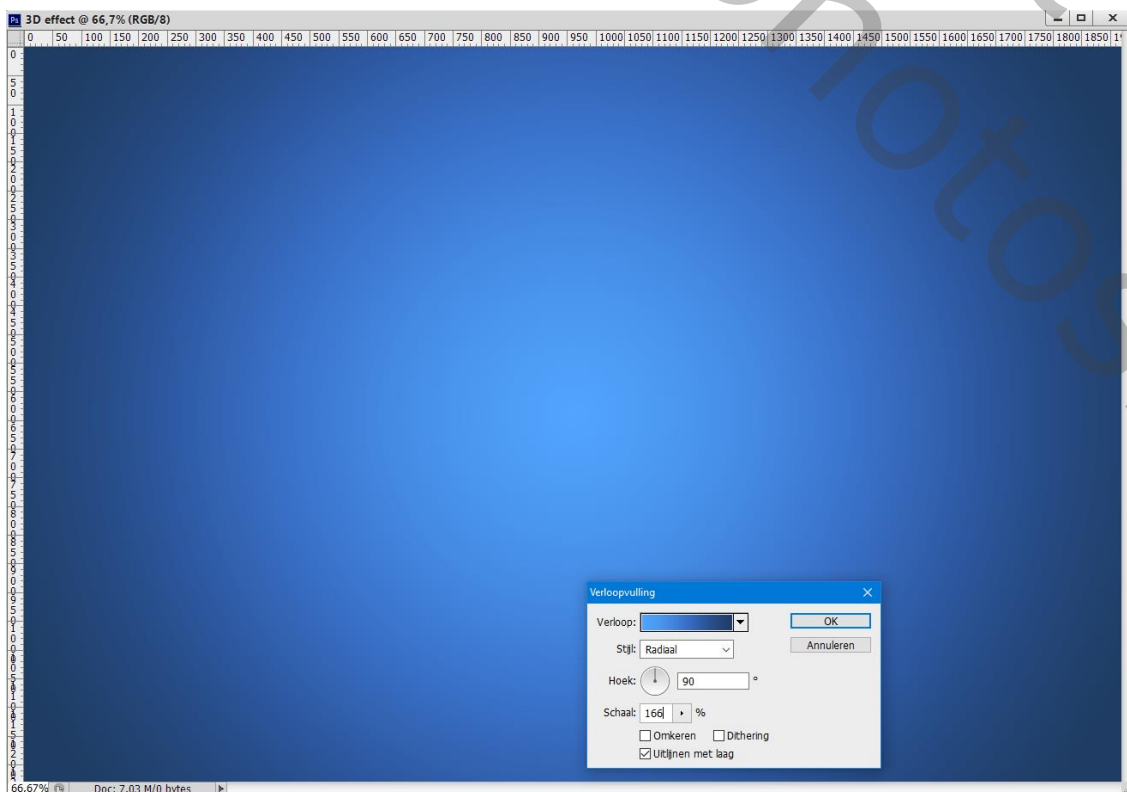 Ps 3D effect @ 66,7% (RGB/8)
0 50 100 150 200 250 300 350 400 450 500 550 600 650 700 750 800 850 900 950 1000 1050 1100 1150 1200 1250 1300 1350 1400 1450 1500 1550 1600 1650 1700 1750 1800 1850
Verloopvulling
Verloop:
OK
Stijl: Radiaal
Annuleren
Hoek: 90 °
Schaal: 166 %
Omkeren Dithering
Uitlijnen met laag
66,67% Doc: 7,03 M/0 bytes